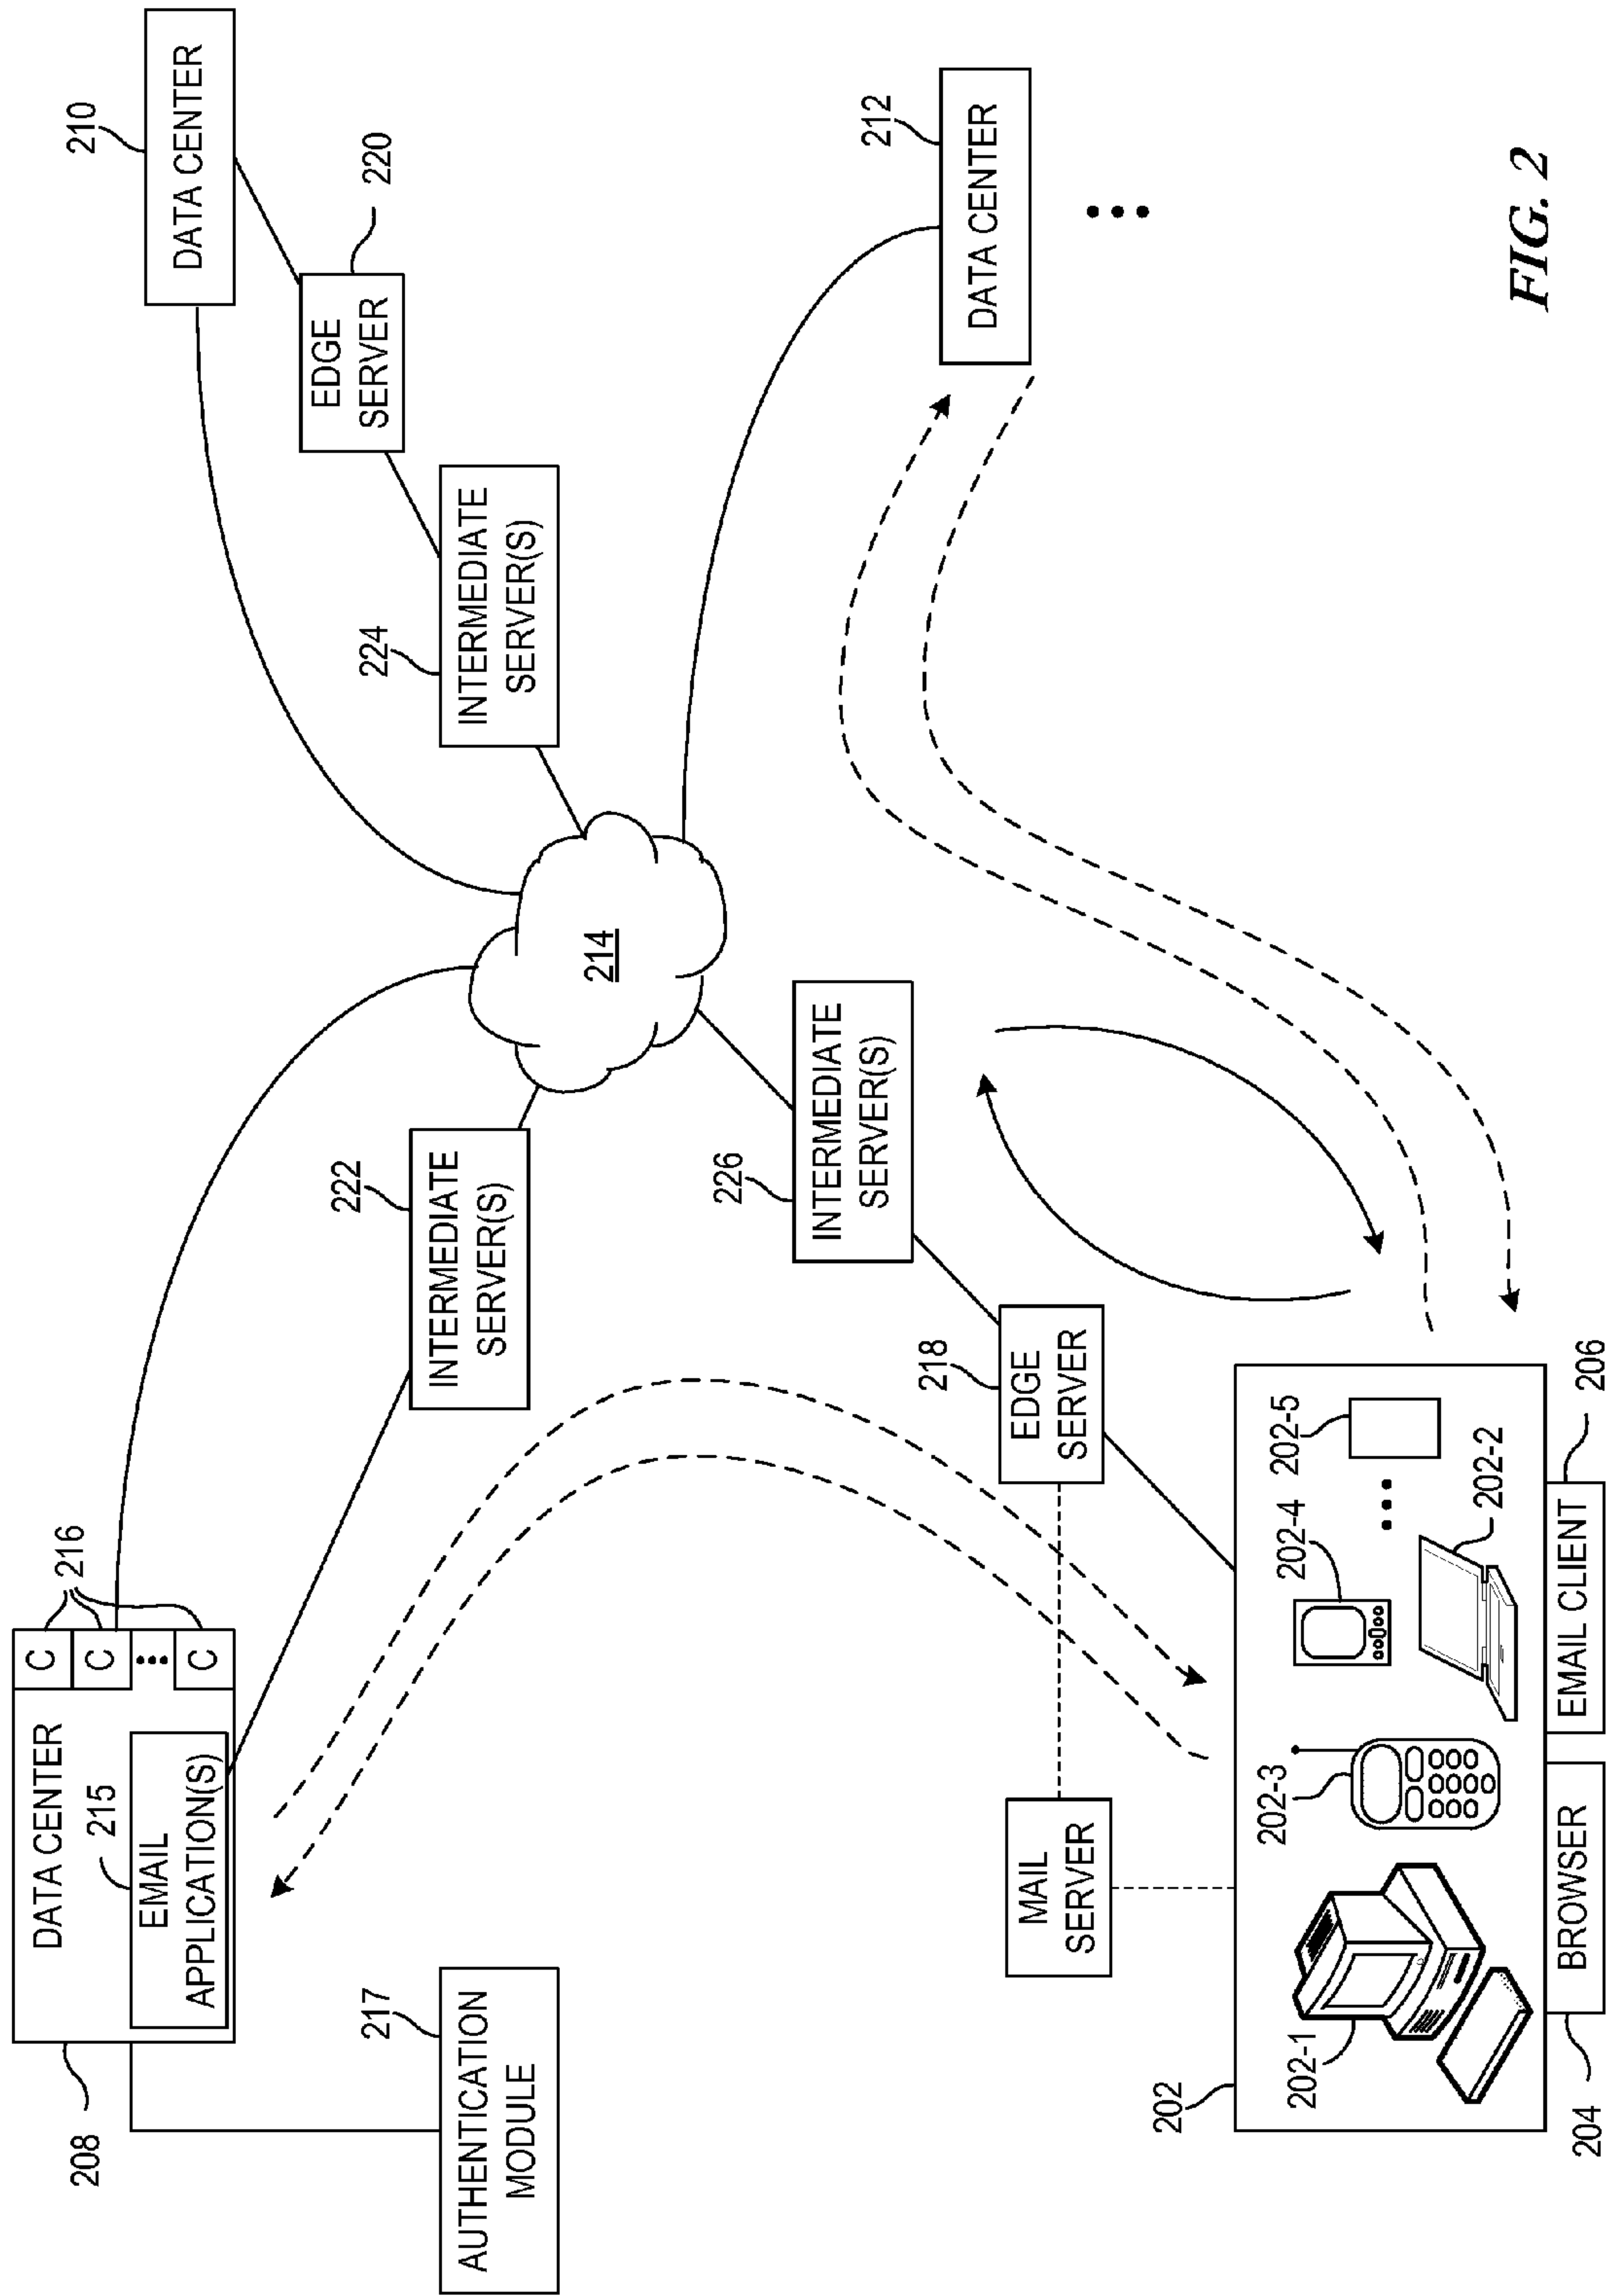 208
DATA CENTER
215
EMAIL
APPLICATION(S)
C
C
C
216
217
AUTHENTICATION
MODULE
210
DATA CENTER
220
EDGE
SERVER
224
INTERMEDIATE
SERVER(S)
222
INTERMEDIATE
SERVER(S)
214
212
DATA CENTER
226
INTERMEDIATE
SERVER(S)
218
EDGE
SERVER
MAIL
SERVER
202
202-1
202-3
202-4
202-5
202-2
204
BROWSER
EMAIL CLIENT
206
FIG. 2